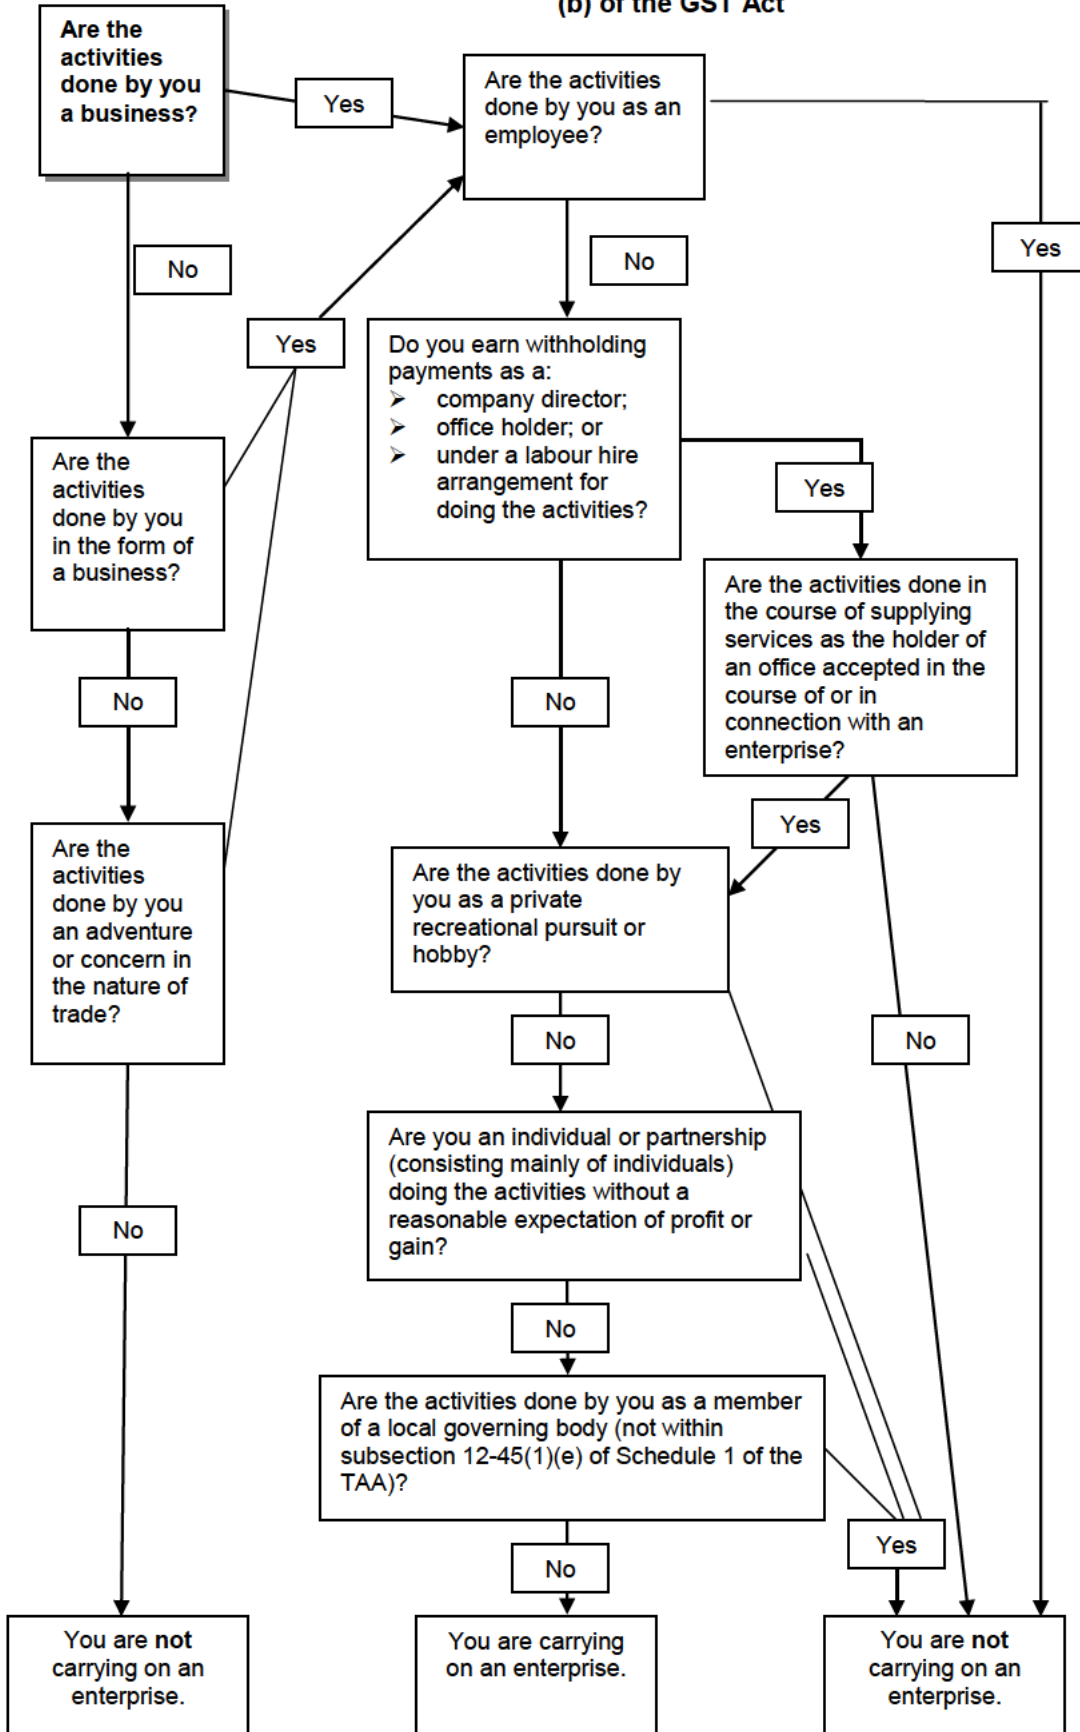 (b) of the GST Act
Are the
activities
done by you
a business?
Yes
Are the activities
done by you as an
employee?
Yes
No
No
Yes
Do you earn withholding
payments as a:
➢ company director;
➢ office holder; or
➢ under a labour hire
arrangement for
doing the activities?
Are the
activities
done by you
in the form of
a business?
Yes
Are the activities done in
the course of supplying
services as the holder of
an office accepted in the
course of or in
connection with an
enterprise?
No
No
Yes
Are the
activities
done by you
an adventure
or concern in
the nature of
trade?
Are the activities done by
you as a private
recreational pursuit or
hobby?
No
No
Are you an individual or partnership
(consisting mainly of individuals)
doing the activities without a
reasonable expectation of profit or
gain?
No
No
Are the activities done by you as a member
of a local governing body (not within
subsection 12-45(1)(e) of Schedule 1 of the
TAA)?
Yes
No
You are not
carrying on an
enterprise.
You are carrying
on an enterprise.
You are not
carrying on an
enterprise.